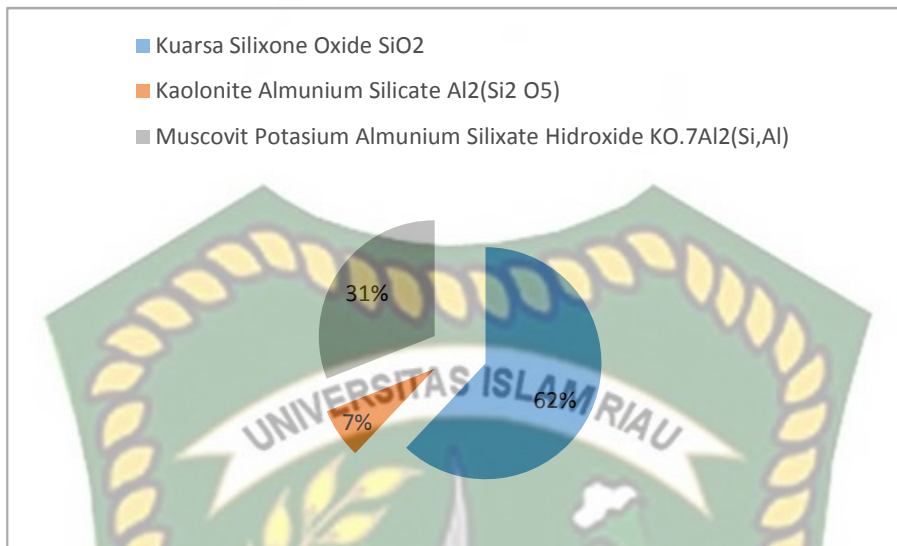 Kuarsa Silixone Oxide SiO2
Kaolonite Almunium Silicate Al2(Si2 O5)
Muscovit Potasium Almunium Silixate Hidroxide KO.7Al2(Si,Al)
31%
62%
7%
UNIVERSITAS ISLAM RIAU